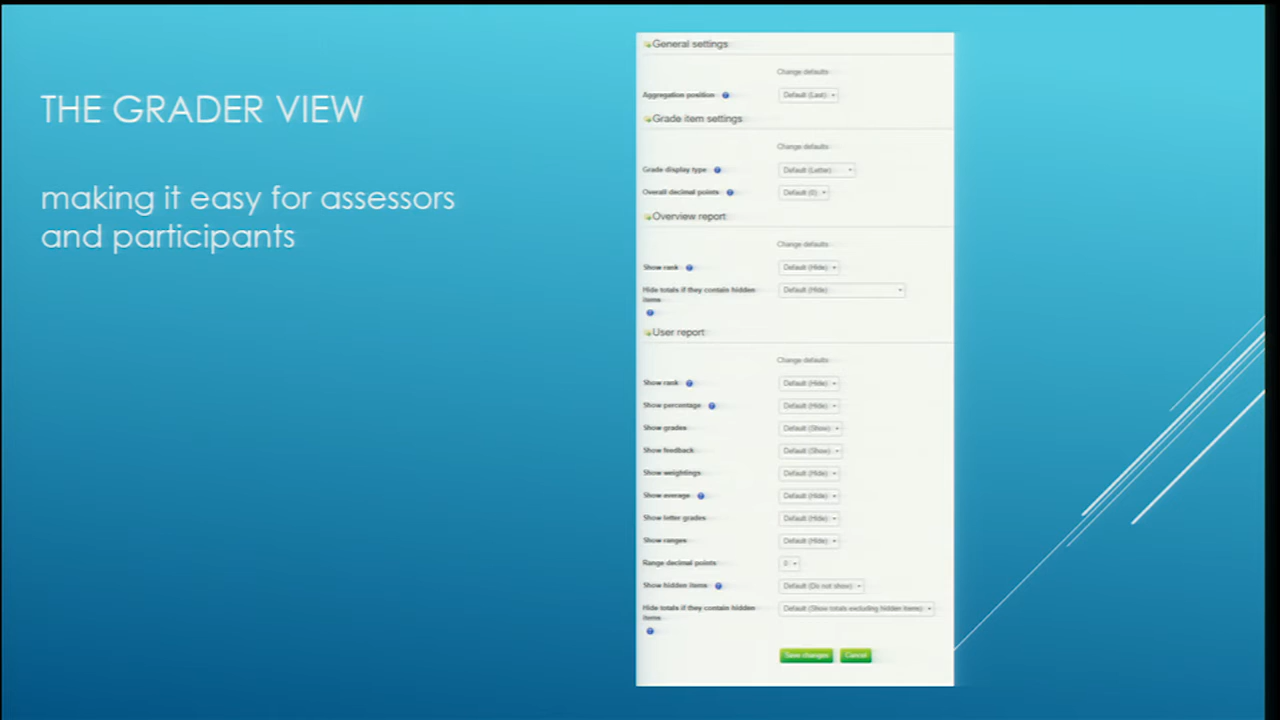 THE GRADER VIEW
making it easy for assessors
and participants
General settings
Change defaults
Aggregation position
Default (Last)
Grade item settings
Change defaults
Grade display type
Default (Letter)
Overall decimal points
Default (0)
Overview report
Change defaults
Show rank
Default (Hide)
Hide totals if they contain hidden
items
Default (Hide)
User report
Change defaults
Show rank
Default (Hide)
Show percentage
Default (Hide)
Show grades
Default (Show)
Show feedback
Default (Show)
Show weightings
Default (Hide)
Show average
Default (Hide)
Show letter grades
Default (Hide)
Show ranges
Default (Hide)
Range decimal points
0
Show hidden items
Default (Do not show)
Hide totals if they contain hidden
items
Default (Show totals excluding hidden items)
Save changes
Cancel